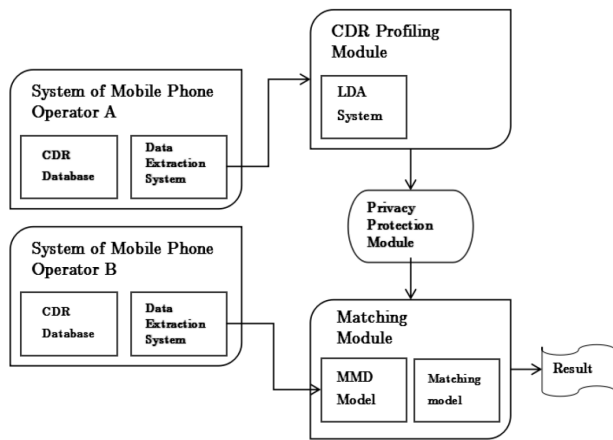 System of Mobile Phone
Operator A
CDR
Database
Data
Extraction
System
CDR Profiling
Module
LDA
System
Privacy
Protection
Module
System of Mobile Phone
Operator B
CDR
Database
Data
Extraction
System
Matching
Module
MMD
Model
Matching
model
Result